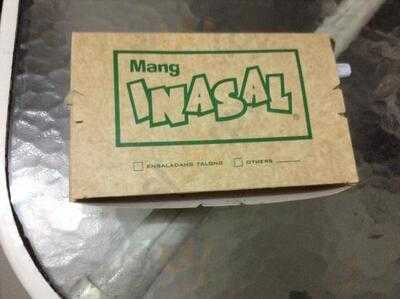 Mang
INASAL®
ENSALADANG TALONG OTHERS